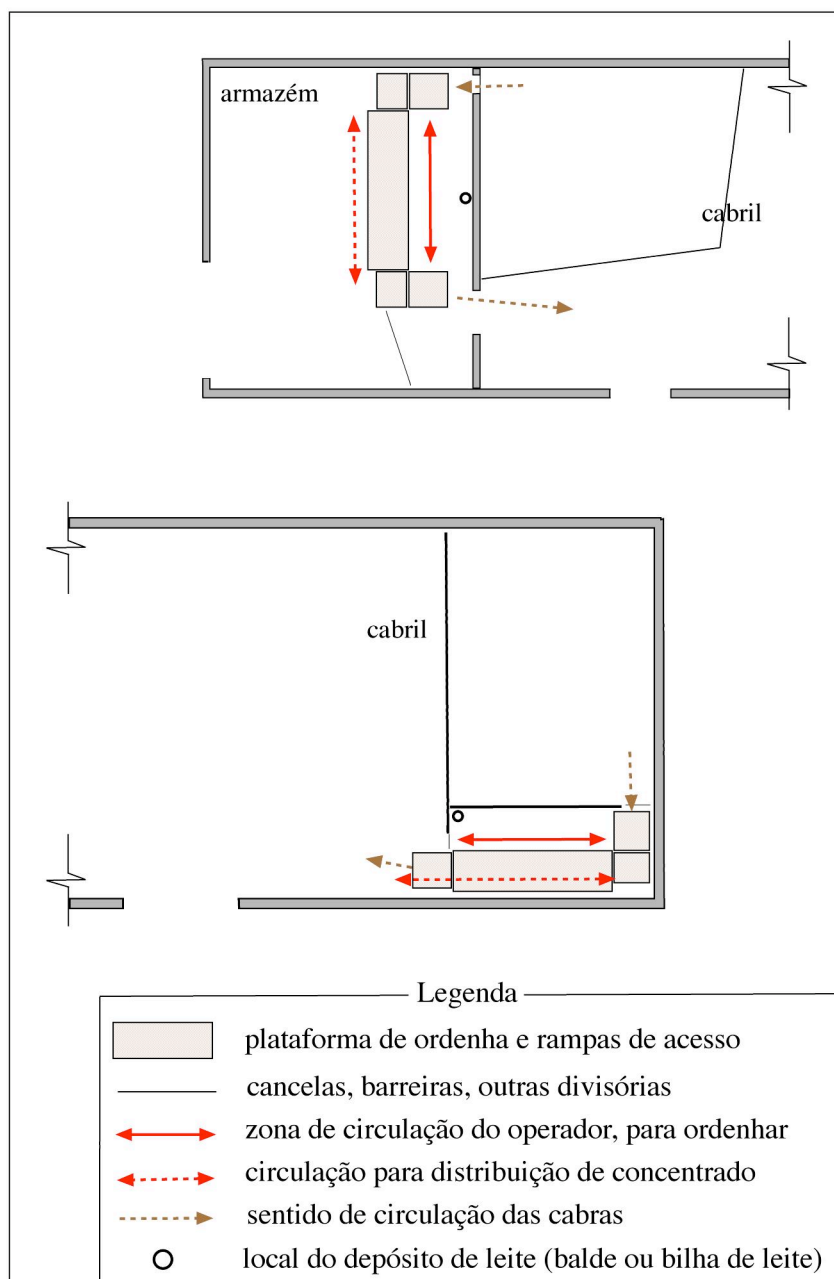 armazém
cabril
cabril
Legenda
plataforma de ordenha e rampas de acesso
cancelas, barreiras, outras divisórias
zona de circulação do operador, para ordenhar
circulação para distribuição de concentrado
sentido de circulação das cabras
local do depósito de leite (balde ou bilha de leite)